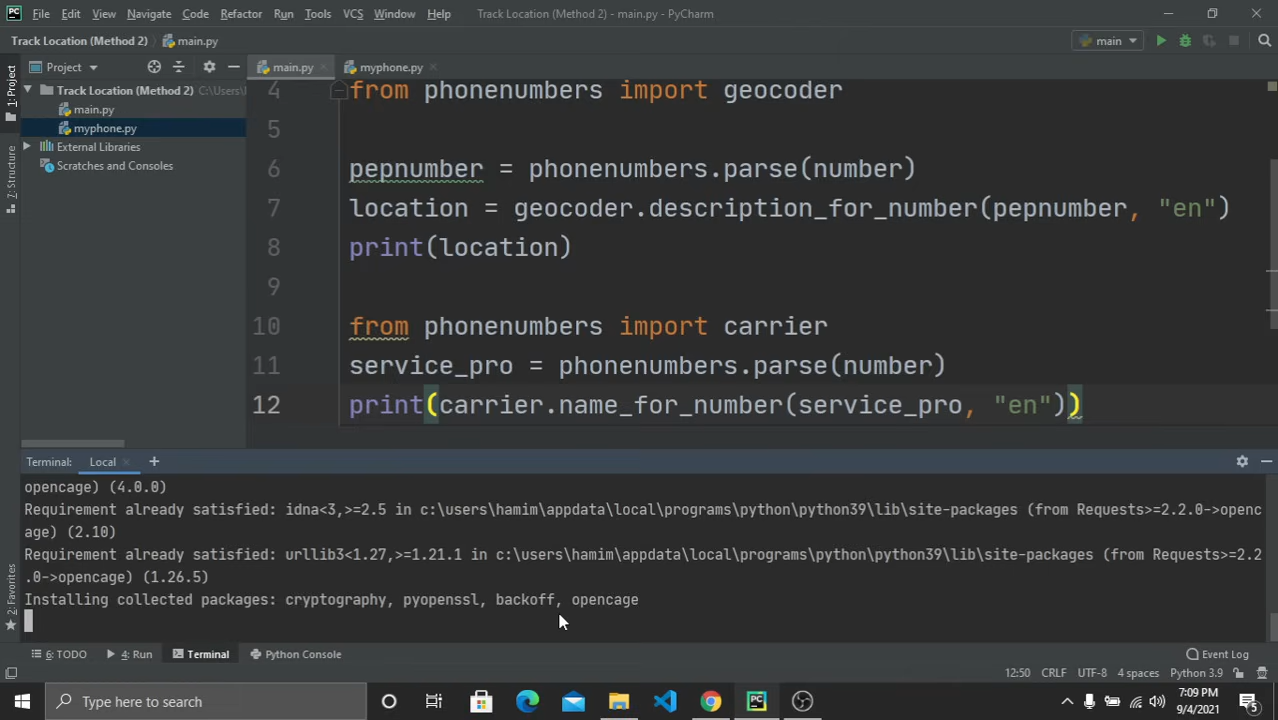 File Edit View Navigate Code Refactor Run Tools VCS Window Help Track Location (Method 2) - main.py - PyCharm
Track Location (Method 2) main.py main
Project main.py myphone.py
1: Project
Track Location (Method 2) C:\Users\
main.py
myphone.py
External Libraries
Scratches and Consoles
7: Structure
4 from phonenumbers import geocoder
5
6 pepnumber = phonenumbers.parse(number)
7 location = geocoder.description_for_number(pepnumber, "en")
8 print(location)
9
10 from phonenumbers import carrier
11 service_pro = phonenumbers.parse(number)
12 print(carrier.name_for_number(service_pro, "en"))
Terminal: Local +
opencage) (4.0.0)
Requirement already satisfied: idna<3,>=2.5 in c:\users\hamim\appdata\local\programs\python\python39\lib\site-packages (from Requests>=2.2.0->openc
age) (2.10)
Requirement already satisfied: urllib3<1.27,>=1.21.1 in c:\users\hamim\appdata\local\programs\python\python39\lib\site-packages (from Requests>=2.2
.0->opencage) (1.26.5)
Installing collected packages: cryptography, pyopenssl, backoff, opencage
2: Favorites
6: TODO 4: Run Terminal Python Console Event Log
12:50 CRLF UTF-8 4 spaces Python 3.9
Type here to search
7:09 PM
9/4/2021
5